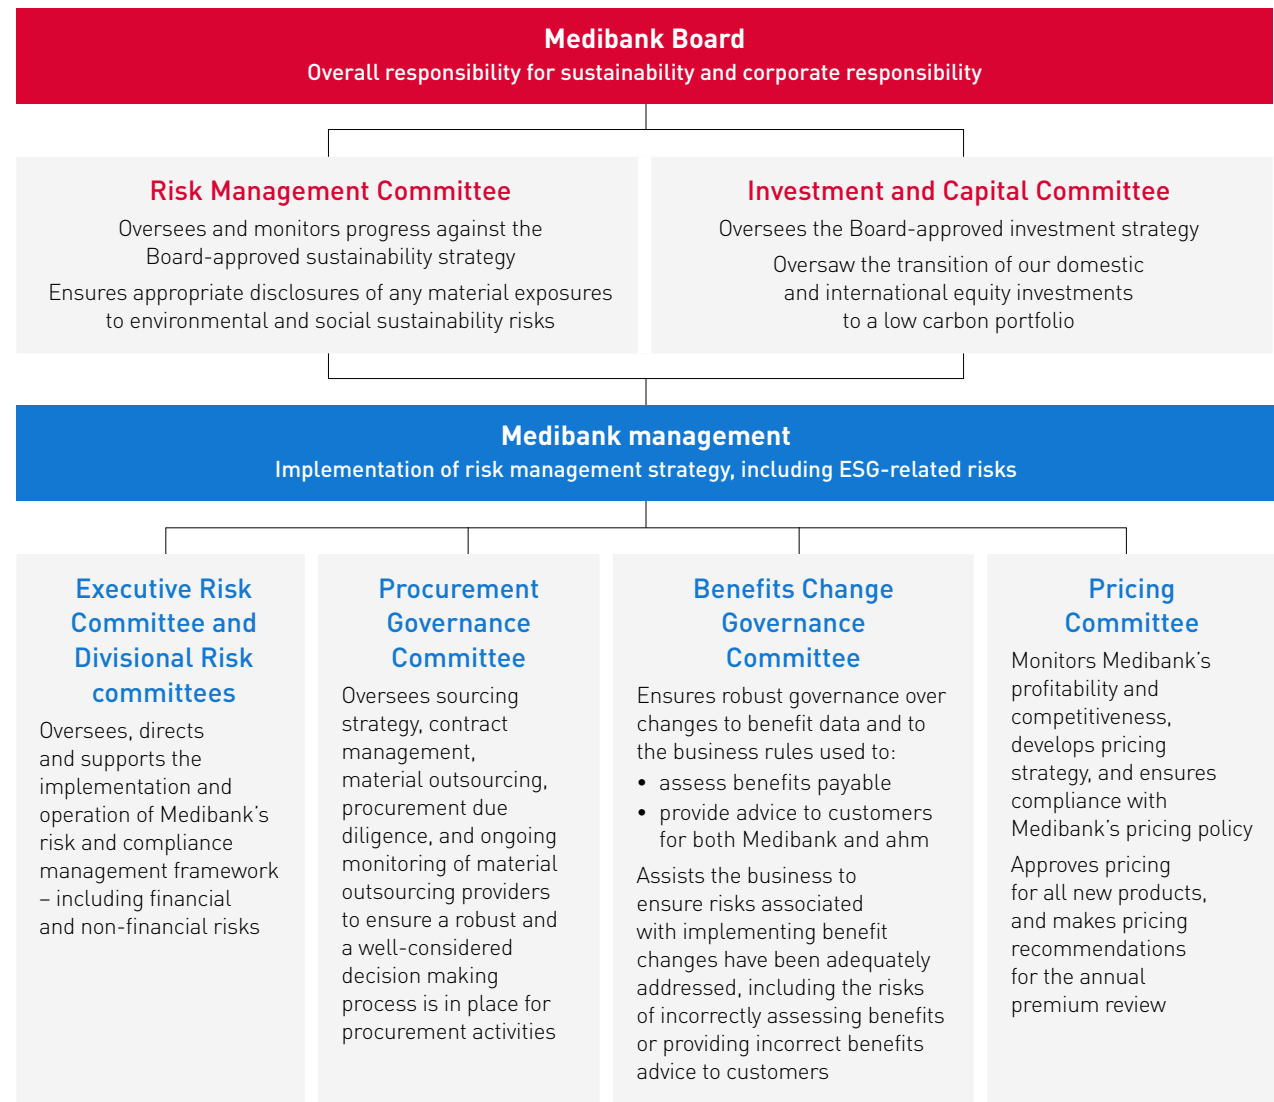 Medibank Board
Overall responsibility for sustainability and corporate responsibility
Risk Management Committee
Oversees and monitors progress against the
Board-approved sustainability strategy
Ensures appropriate disclosures of any material exposures
to environmental and social sustainability risks
Investment and Capital Committee
Oversees the Board-approved investment strategy
Oversaw the transition of our domestic
and international equity investments
to a low carbon portfolio
Medibank management
Implementation of risk management strategy, including ESG-related risks
Executive Risk
Committee and
Divisional Risk
committees
Oversees, directs
and supports the
implementation and
operation of Medibank’s
risk and compliance
management framework
– including financial
and non-financial risks
Procurement
Governance
Committee
Oversees sourcing
strategy, contract
management,
material outsourcing,
procurement due
diligence, and ongoing
monitoring of material
outsourcing providers
to ensure a robust and
a well-considered
decision making
process is in place for
procurement activities
Benefits Change
Governance
Committee
Ensures robust governance over
changes to benefit data and to
the business rules used to:
• assess benefits payable
• provide advice to customers
for both Medibank and ahm
Assists the business to
ensure risks associated
with implementing benefit
changes have been adequately
addressed, including the risks
of incorrectly assessing benefits
or providing incorrect benefits
advice to customers
Pricing
Committee
Monitors Medibank’s
profitability and
competitiveness,
develops pricing
strategy, and ensures
compliance with
Medibank’s pricing policy
Approves pricing
for all new products,
and makes pricing
recommendations
for the annual
premium review